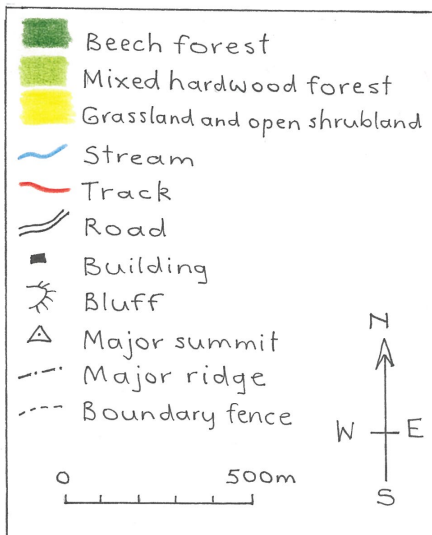 Beech forest
Mixed hardwood forest
Grassland and open shrubland
Stream
Track
Road
Building
Bluff
Major summit
Major ridge
Boundary fence
N
W E
S
0 500m